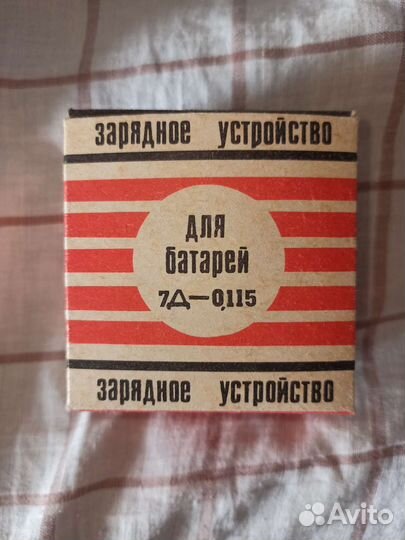 зарядное устройство
для
батарей
7Д—0,115
зарядное устройство
Avito